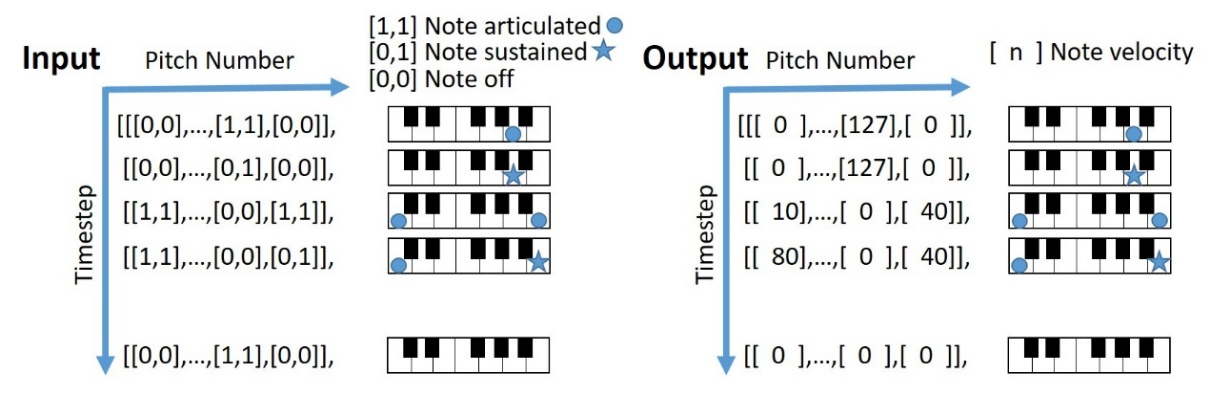 Input
Pitch Number
[1,1] Note articulated
[0,1] Note sustained
[0,0] Note off
Timestep
[[[0,0],...,[1,1],[0,0]],
[[0,0],...,[0,1],[0,0]],
[[1,1],...,[0,0],[1,1]],
[[1,1],...,[0,0],[0,1]],
[[0,0],...,[1,1],[0,0]],
Output
Pitch Number
[ n ] Note velocity
Timestep
[[[ 0 ],...,[127],[ 0 ]],
[[ 0 ],...,[127],[ 0 ]],
[[ 10],...,[ 0 ],[ 40]],
[[ 80],...,[ 0 ],[ 40]],
[[ 0 ],...,[ 0 ],[ 0 ]],